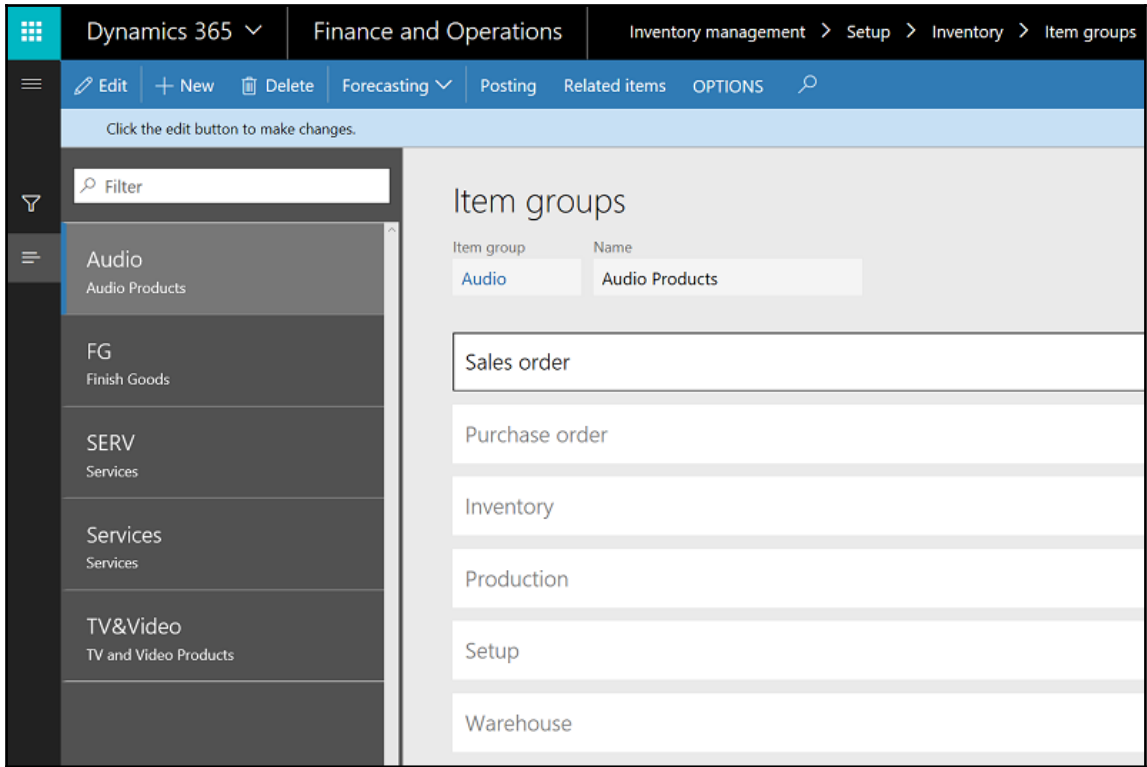 Dynamics 365 Finance and Operations Inventory management > Setup > Inventory > Item groups
Edit New Delete Forecasting Posting Related items OPTIONS
Click the edit button to make changes.
Filter
Audio
Audio Products
FG
Finish Goods
SERV
Services
Services
Services
TV&Video
TV and Video Products
Item groups
Item group Name
Audio Audio Products
Sales order
Purchase order
Inventory
Production
Setup
Warehouse